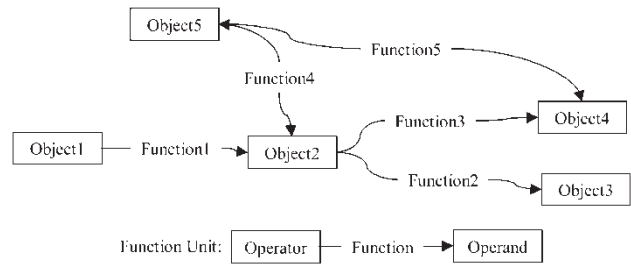 Object5
Function5
Function4
Function3
Object4
Object1
Function1
Object2
Function2
Object3
Function Unit: Operator Function Operand